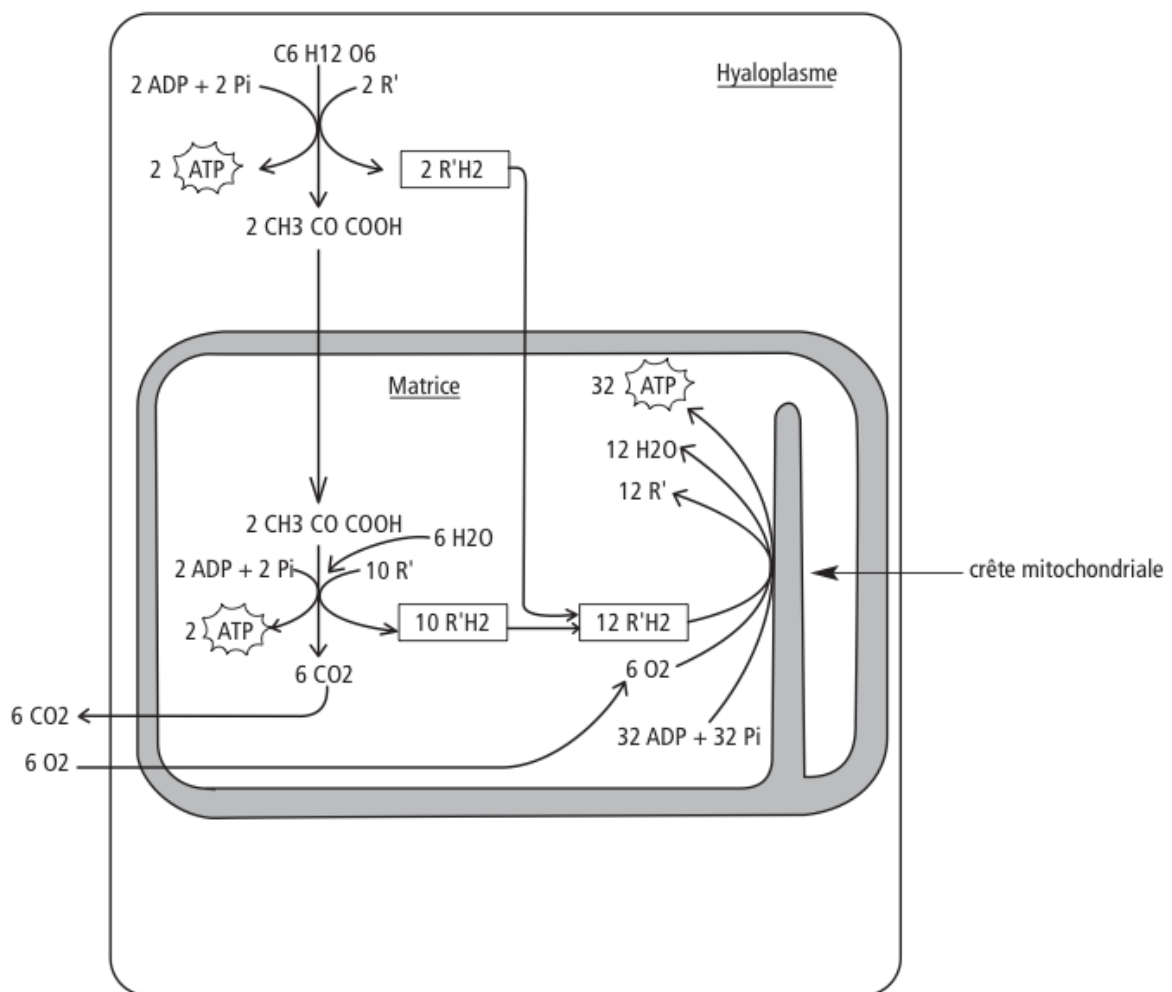 C6 H12 O6
Hyaloplasme
2 ADP + 2 Pi
2 R'
2 ATP
2 R'H2
2 CH3 CO COOH
Matrice
32 ATP
12 H2O
12 R'
2 CH3 CO COOH
6 H2O
2 ADP + 2 Pi
10 R'
crête mitochondriale
2 ATP
10 R'H2
12 R'H2
6 CO2
6 O2
6 CO2
32 ADP + 32 Pi
6 O2